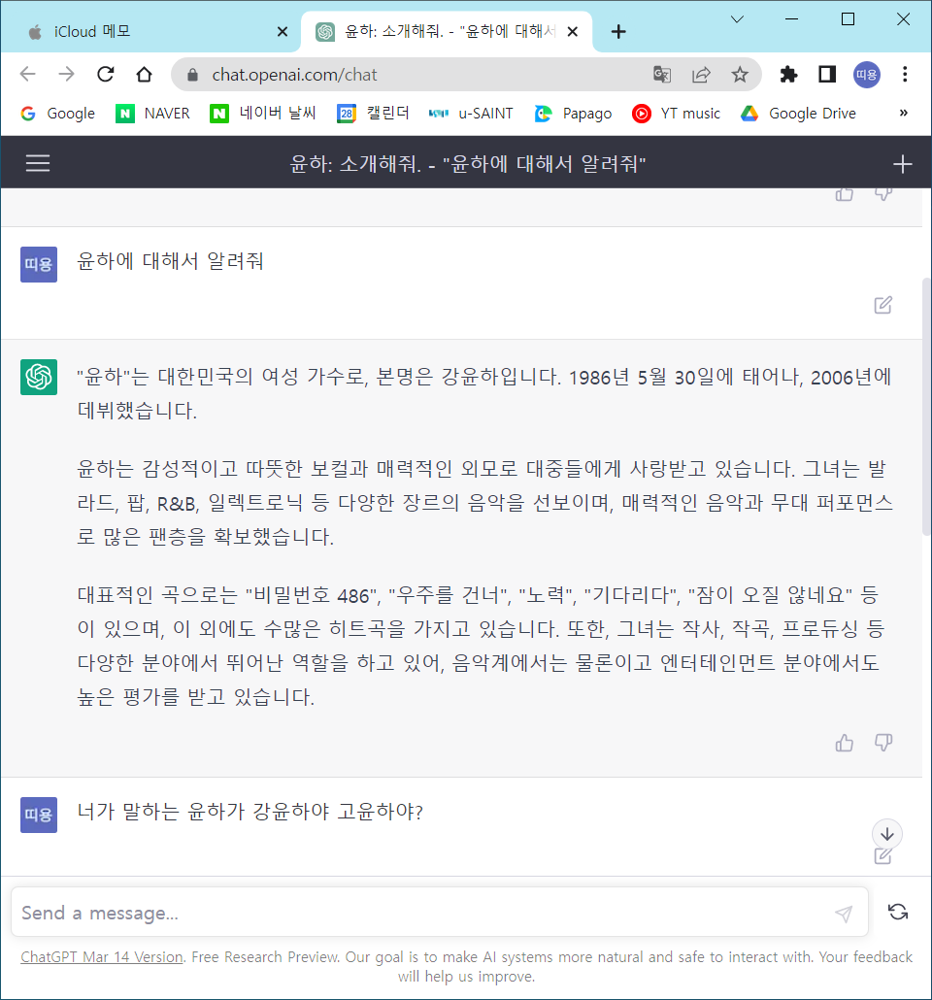 iCloud 메모
윤하: 소개해줘. - "윤하에 대해서
chat.openai.com/chat
띠용
Google
NAVER
네이버 날씨
28
캘린더
u-SAINT
Papago
YT music
Google Drive
»
윤하: 소개해줘. - "윤하에 대해서 알려줘"
띠용
윤하에 대해서 알려줘
"윤하"는 대한민국의 여성 가수로, 본명은 강윤하입니다. 1986년 5월 30일에 태어나, 2006년에
데뷔했습니다.
윤하는 감성적이고 따뜻한 보컬과 매력적인 외모로 대중들에게 사랑받고 있습니다. 그녀는 발
라드, 팝, R&B, 일렉트로닉 등 다양한 장르의 음악을 선보이며, 매력적인 음악과 무대 퍼포먼스
로 많은 팬층을 확보했습니다.
대표적인 곡으로는 "비밀번호 486", "우주를 건너", "노력", "기다리다", "잠이 오질 않네요" 등
이 있으며, 이 외에도 수많은 히트곡을 가지고 있습니다. 또한, 그녀는 작사, 작곡, 프로듀싱 등
다양한 분야에서 뛰어난 역할을 하고 있어, 음악계에서는 물론이고 엔터테인먼트 분야에서도
높은 평가를 받고 있습니다.
띠용
너가 말하는 윤하가 강윤하야 고윤하야?
Send a message...
ChatGPT Mar 14 Version. Free Research Preview. Our goal is to make AI systems more natural and safe to interact with. Your feedback
will help us improve.